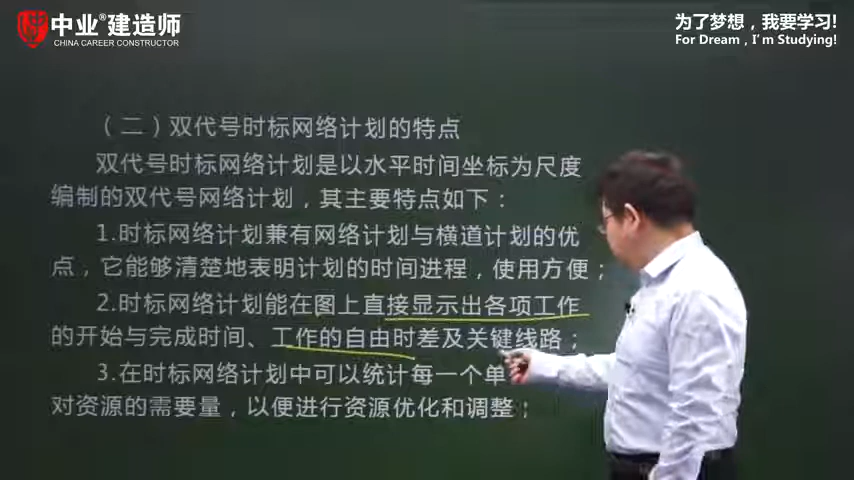 中业®建造师
CHINA CAREER CONSTRUCTOR
为了梦想，我要学习!
For Dream, I'm Studying!
（二）双代号时标网络计划的特点
双代号时标网络计划是以水平时间坐标为尺度
编制的双代号网络计划，其主要特点如下：
1.时标网络计划兼有网络计划与横道计划的优
点，它能够清楚地表明计划的时间进程，使用方便；
2.时标网络计划能在图上直接显示出各项工作
的开始与完成时间、工作的自由时差及关键线路；
3.在时标网络计划中可以统计每一个单
对资源的需要量，以便进行资源优化和调整；